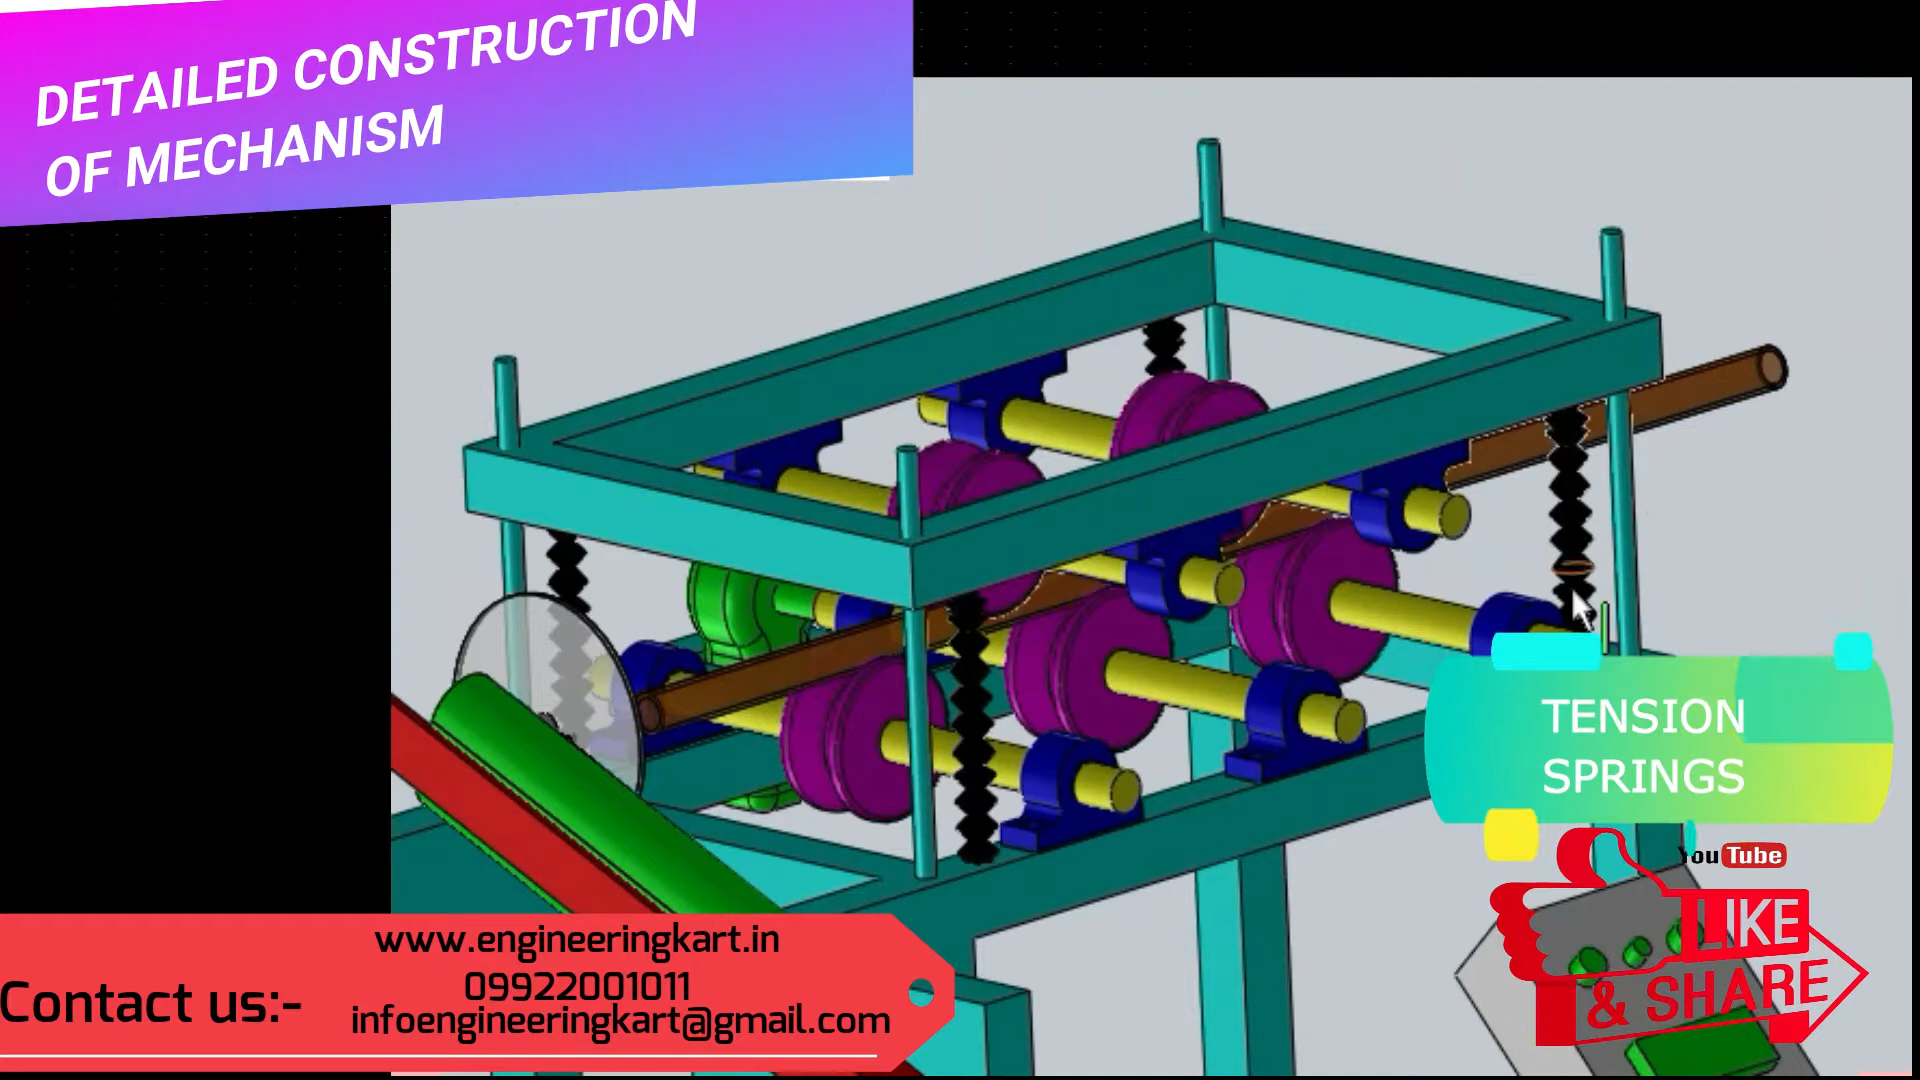 DETAILED CONSTRUCTION
OF MECHANISM
TENSION
SPRINGS
YouTube
LIKE
& SHARE
www.engineeringkart.in
09922001011
Contact us:-
infoengineeringkart@gmail.com